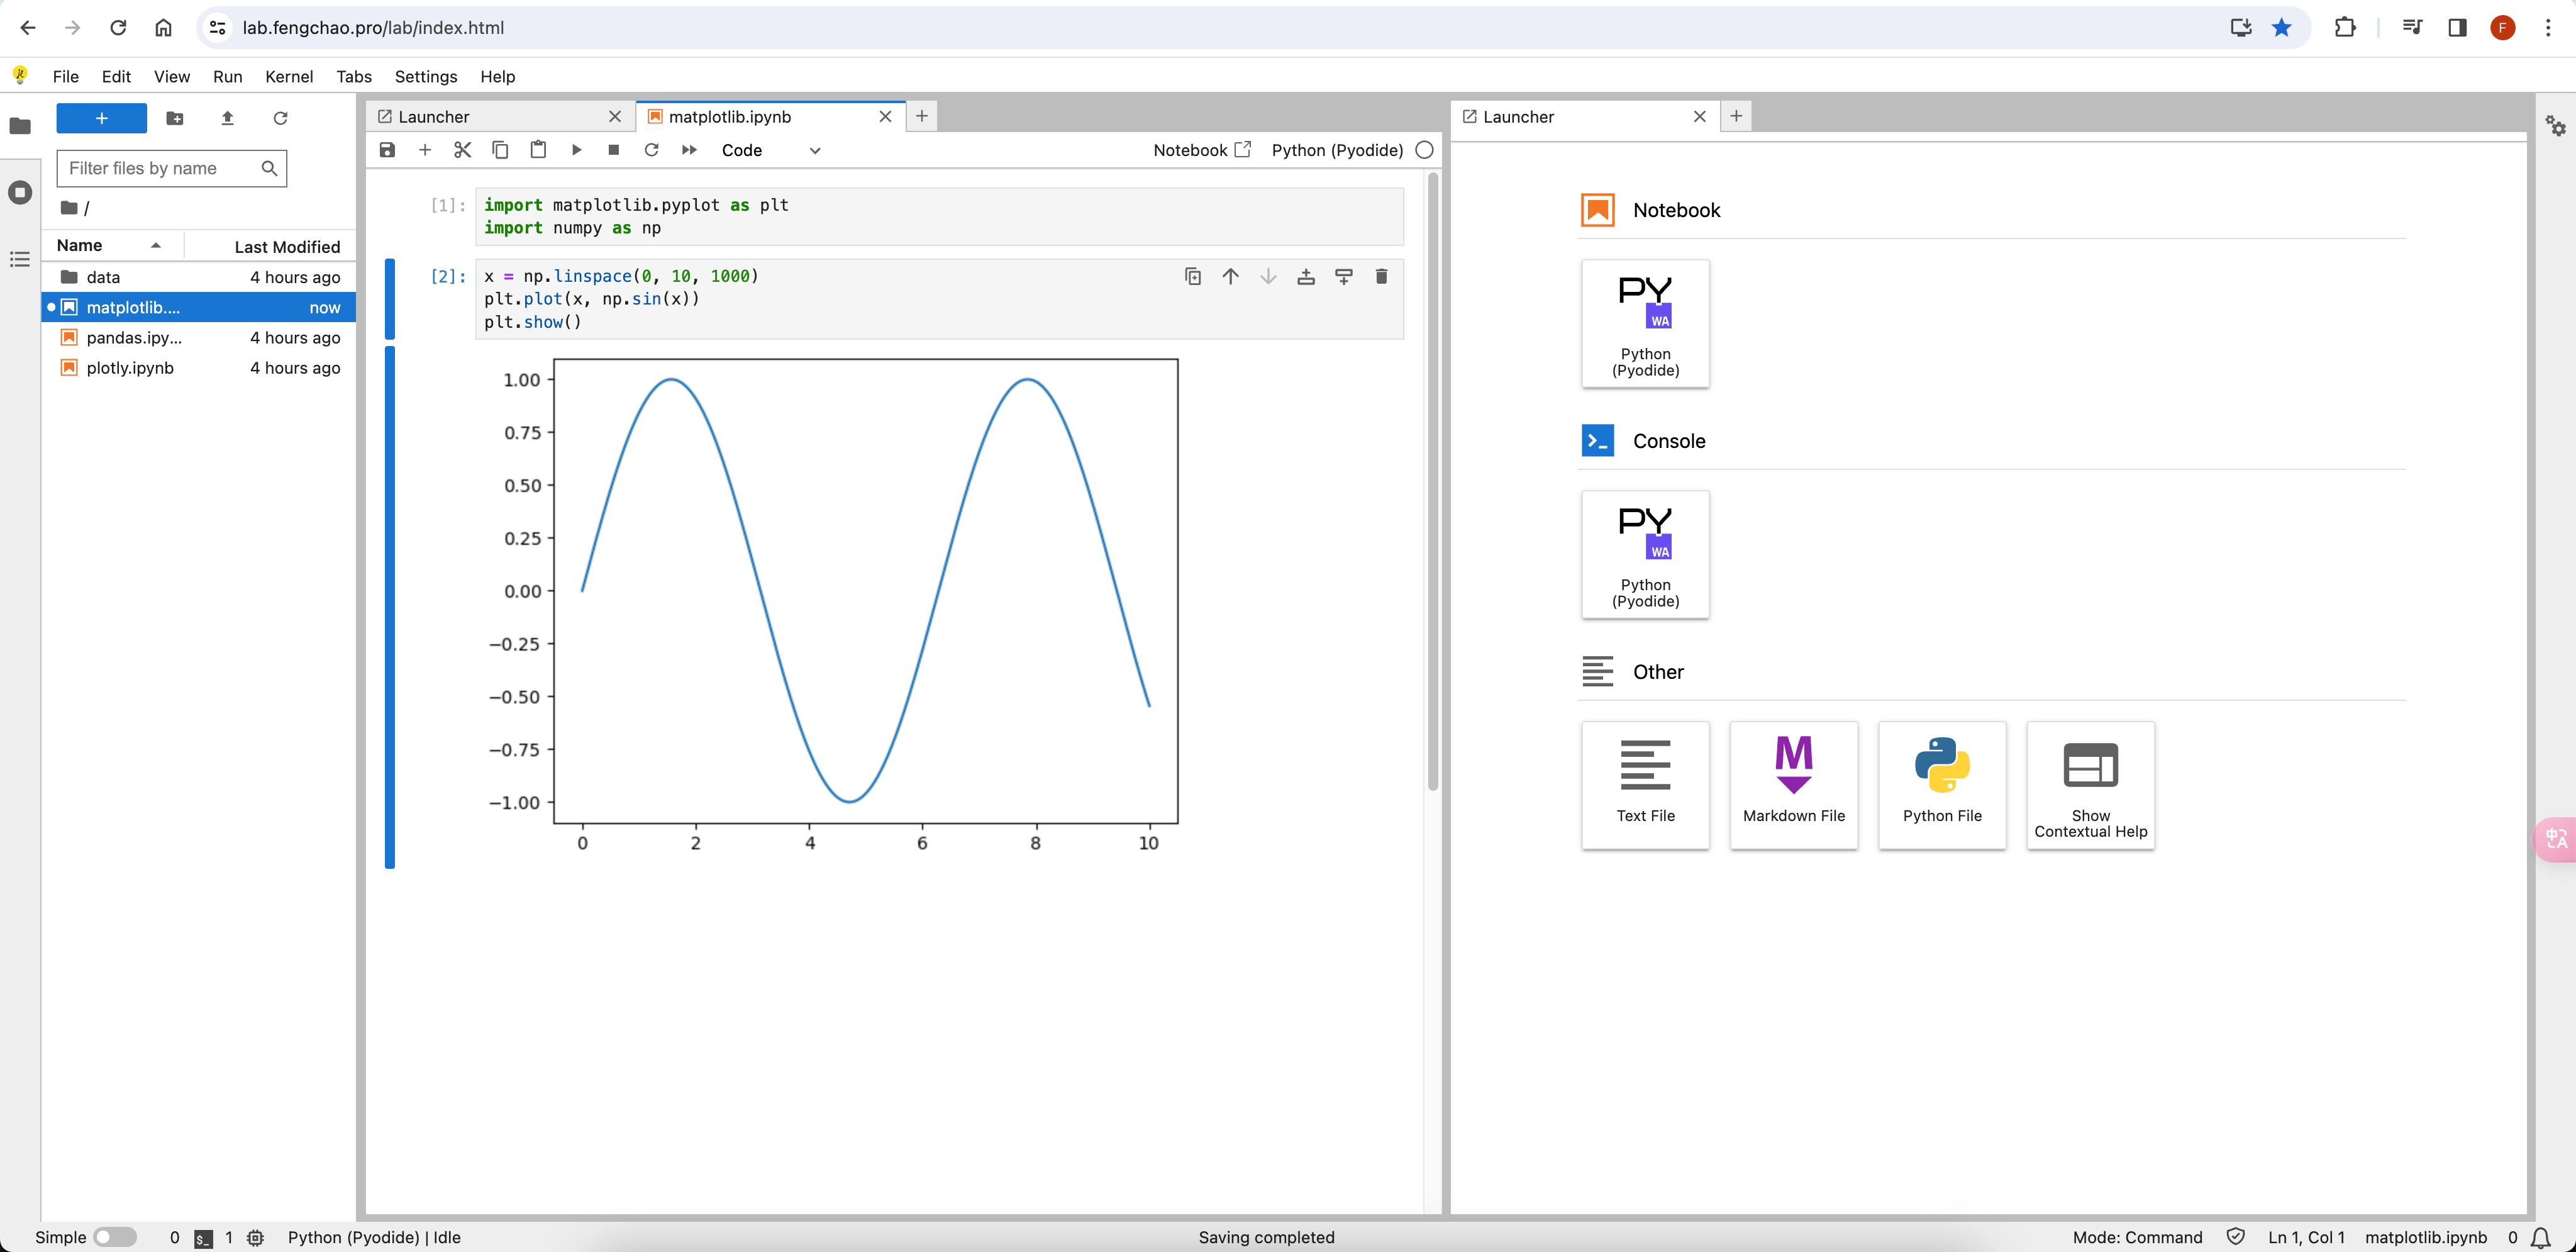 lab.fengchao.pro/lab/index.html
F
File Edit View Run Kernel Tabs Settings Help
+
Filter files by name
/
Name Last Modified
data 4 hours ago
matplotlib.... now
pandas.ipy... 4 hours ago
plotly.ipynb 4 hours ago
Launcher
matplotlib.ipynb
Code
Notebook
Python (Pyodide)
[1]: import matplotlib.pyplot as plt
import numpy as np
[2]: x = np.linspace(0, 10, 1000)
plt.plot(x, np.sin(x))
plt.show()
1.00
0.75
0.50
0.25
0.00
−0.25
−0.50
−0.75
−1.00
0 2 4 6 8 10
Launcher
Notebook
PY
WA
Python
(Pyodide)
Console
PY
WA
Python
(Pyodide)
Other
Text File
M
Markdown File
Python File
Show
Contextual Help
中A
Simple 0 $_ 1 Python (Pyodide) | Idle
Saving completed
Mode: Command Ln 1, Col 1 matplotlib.ipynb 0